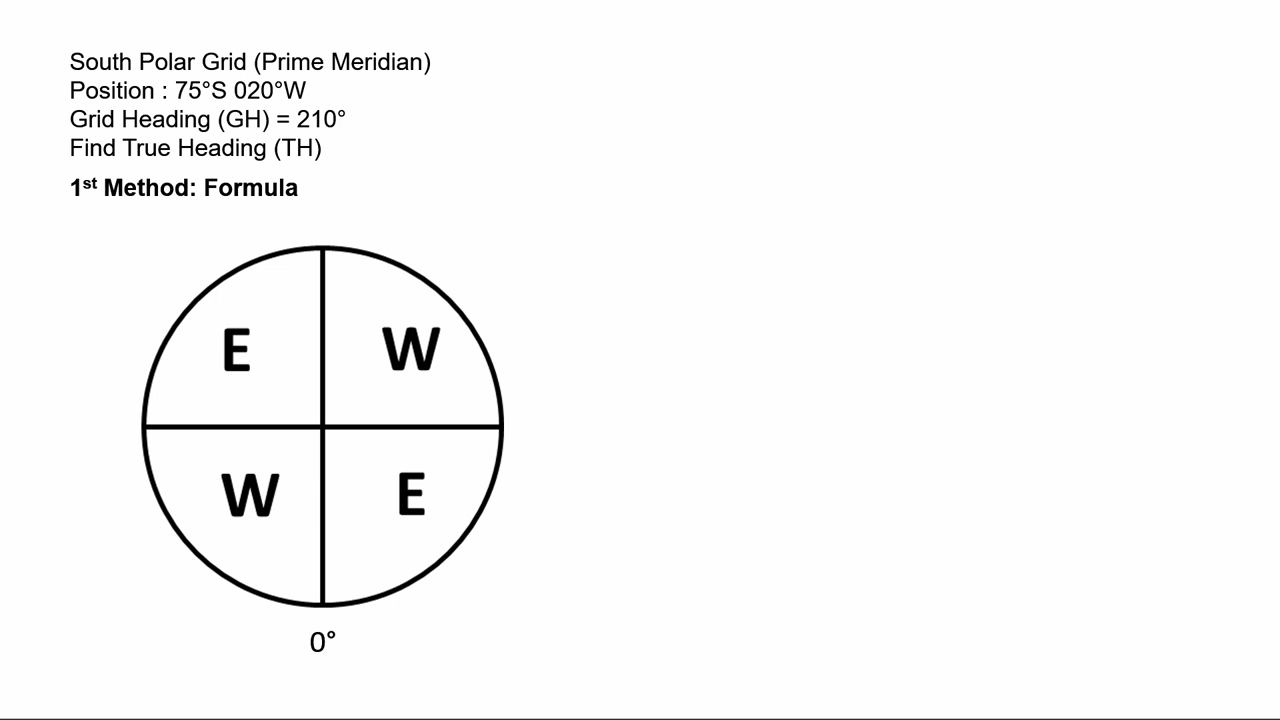 South Polar Grid (Prime Meridian)
Position : 75°S 020°W
Grid Heading (GH) = 210°
Find True Heading (TH)
1st Method: Formula
E W
W E
0°